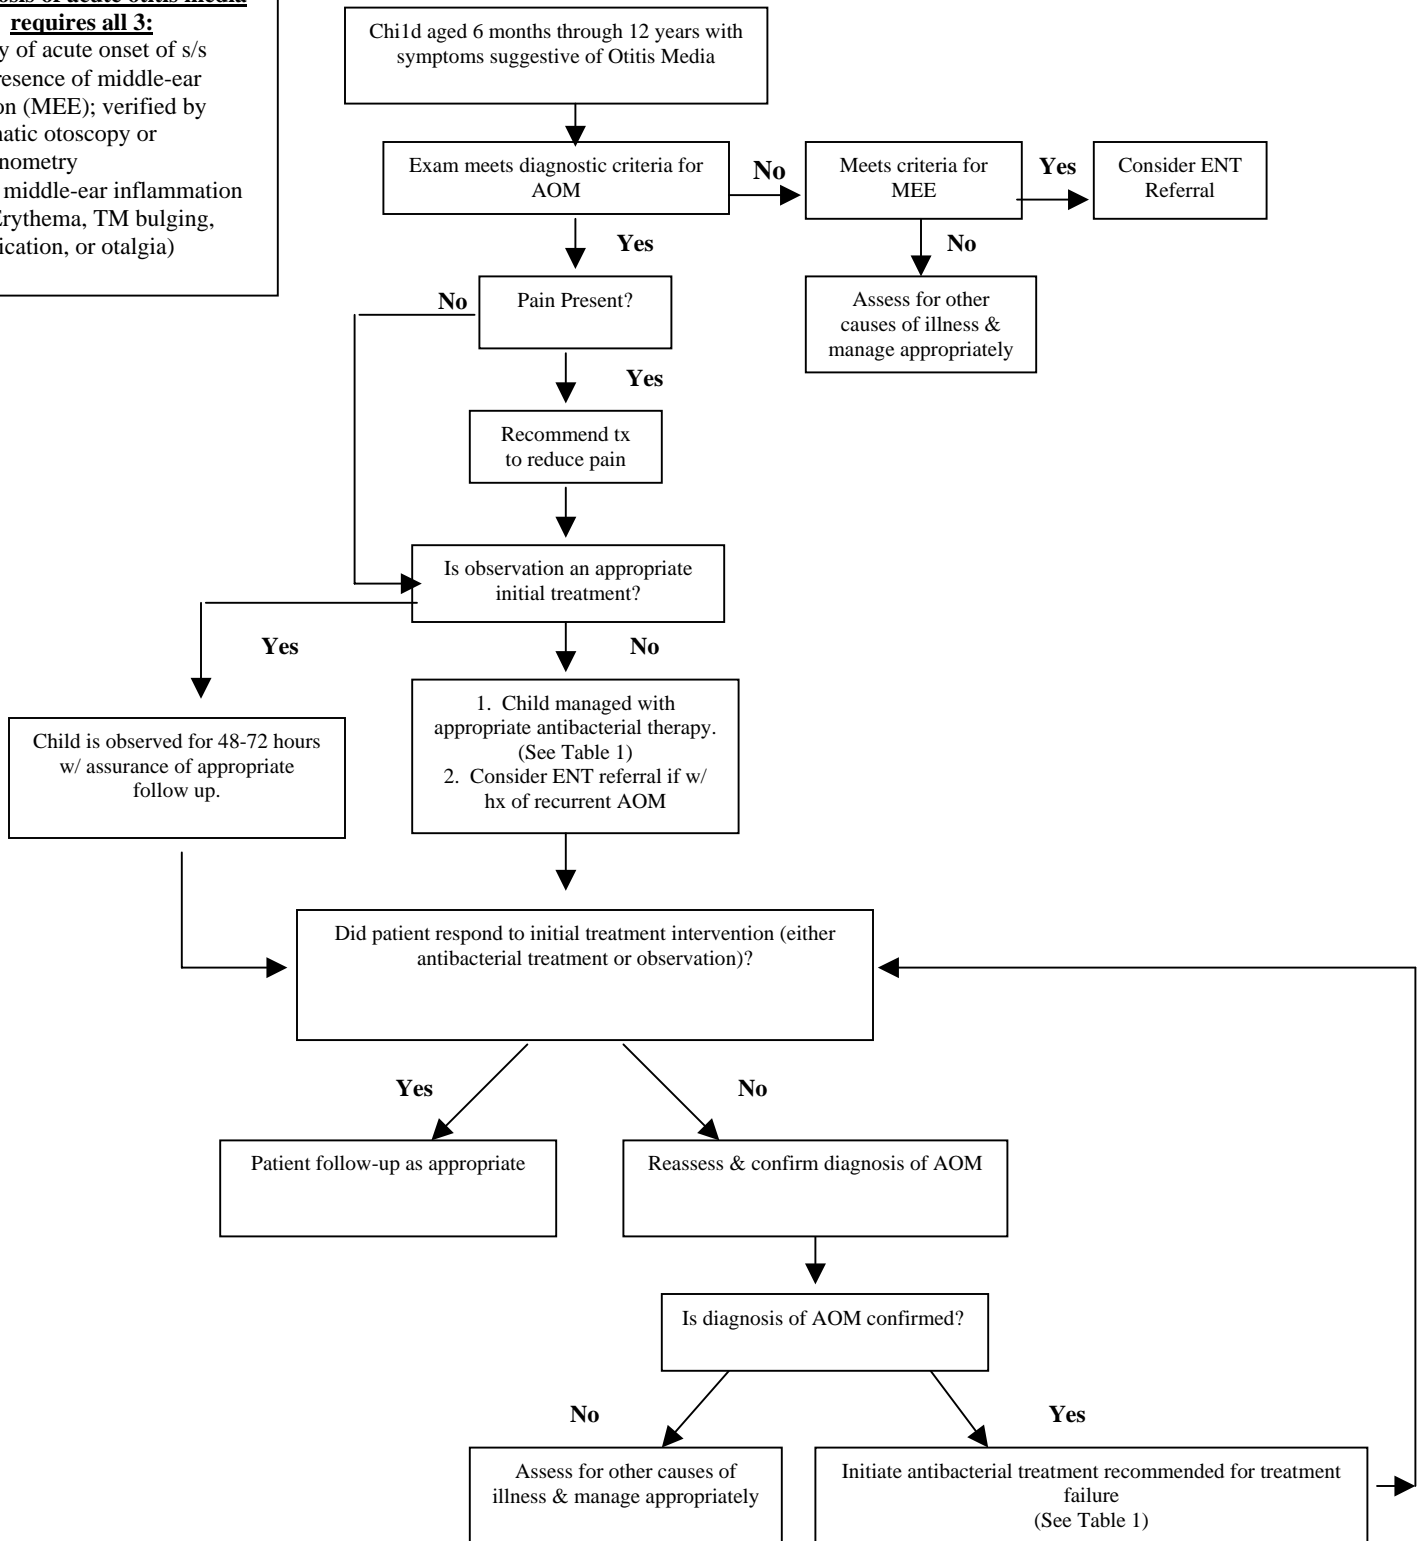 requires all 3:
of acute onset of s/s
of middle-ear
(MEE); verified by
otoscopy or
middle-ear inflammation
TM bulging,
or otalgia)
Chi1d aged 6 months through 12 years with
symptoms suggestive of Otitis Media
Exam meets diagnostic criteria for
AOM
No
Meets criteria for
MEE
Yes
Consider ENT
Referral
Yes
No
Pain Present?
No
Assess for other
causes of illness &
manage appropriately
Yes
Recommend tx
to reduce pain
Is observation an appropriate
initial treatment?
Yes
No
Child is observed for 48-72 hours
w/ assurance of appropriate
follow up.
1. Child managed with
appropriate antibacterial therapy.
(See Table 1)
2. Consider ENT referral if w/
hx of recurrent AOM
Did patient respond to initial treatment intervention (either
antibacterial treatment or observation)?
Yes
No
Patient follow-up as appropriate
Reassess & confirm diagnosis of AOM
Is diagnosis of AOM confirmed?
No
Yes
Assess for other causes of
illness & manage appropriately
Initiate antibacterial treatment recommended for treatment
failure
(See Table 1)